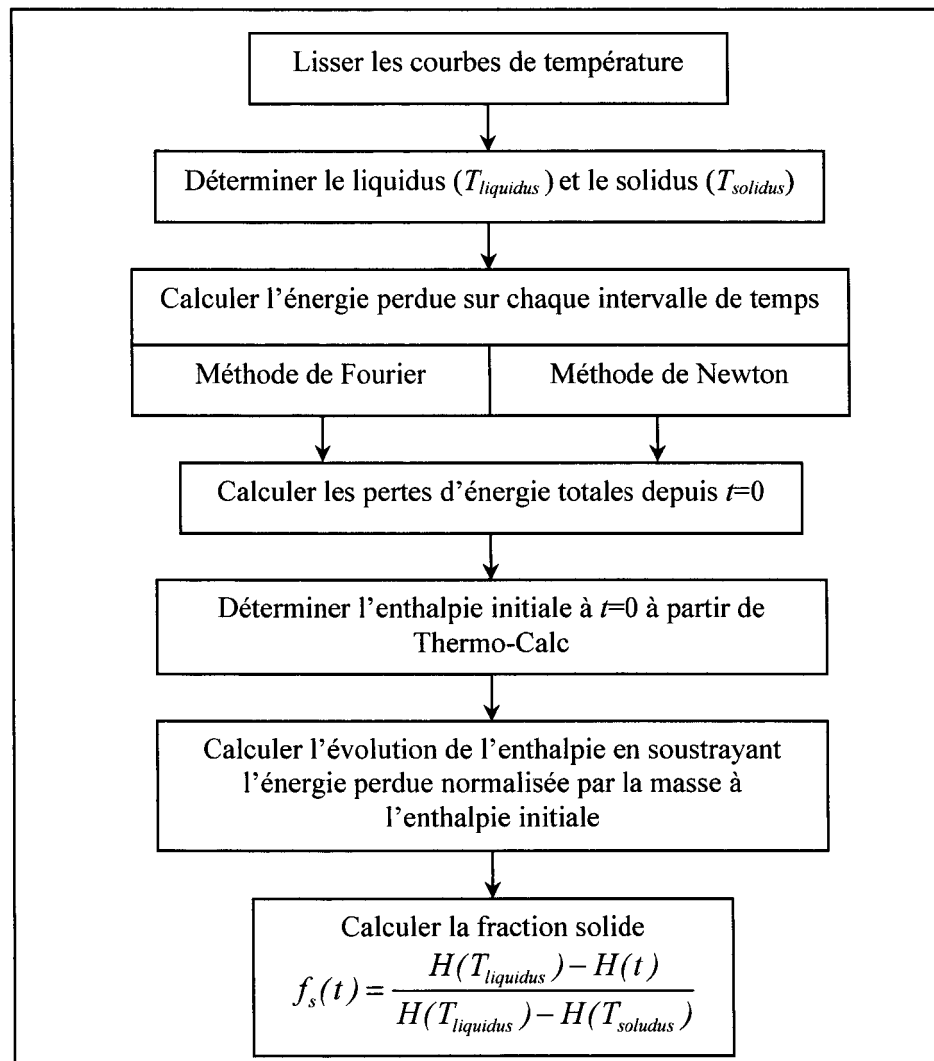 Lisser les courbes de température
Déterminer le liquidus (T_liquidus) et le solidus (T_solidus)
Calculer l'énergie perdue sur chaque intervalle de temps
Méthode de Fourier
Méthode de Newton
Calculer les pertes d'énergie totales depuis t=0
Déterminer l'enthalpie initiale à t=0 à partir de
Thermo-Calc
Calculer l'évolution de l'enthalpie en soustrayant
l'énergie perdue normalisée par la masse à
l'enthalpie initiale
Calculer la fraction solide
f_s(t) = (H(T_liquidus) – H(t)) / (H(T_liquidus) – H(T_soludus))